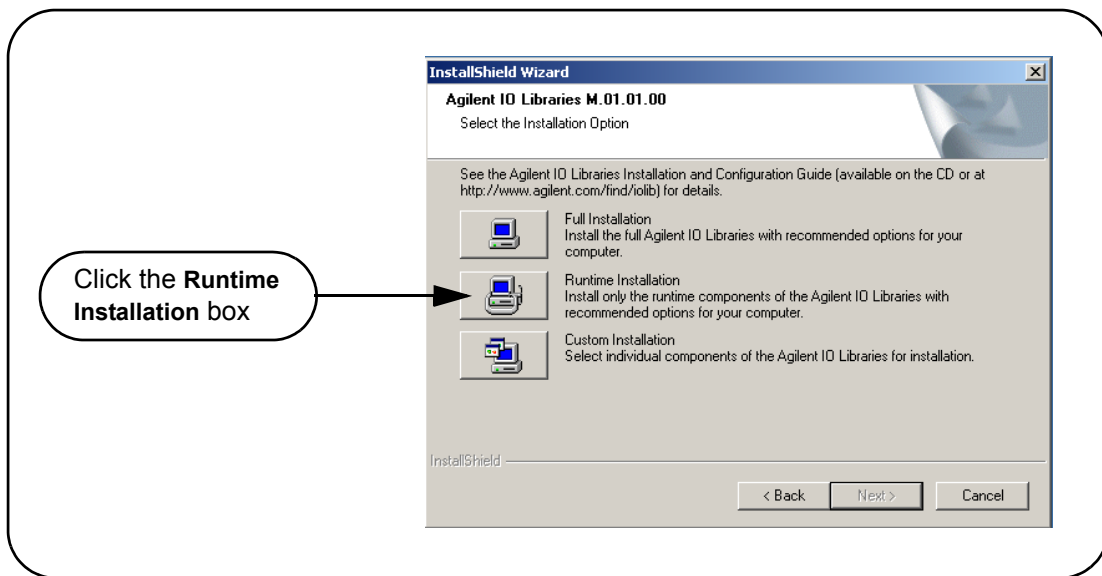 InstallShield Wizard
Agilent IO Libraries M.01.01.00
Select the Installation Option
See the Agilent IO Libraries Installation and Configuration Guide (available on the CD or at
http://www.agilent.com/find/iolib) for details.
Full Installation
Install the full Agilent IO Libraries with recommended options for your
computer.
Click the Runtime
Installation box
Runtime Installation
Install only the runtime components of the Agilent IO Libraries with
recommended options for your computer.
Custom Installation
Select individual components of the Agilent IO Libraries for installation.
InstallShield
< Back
Next >
Cancel